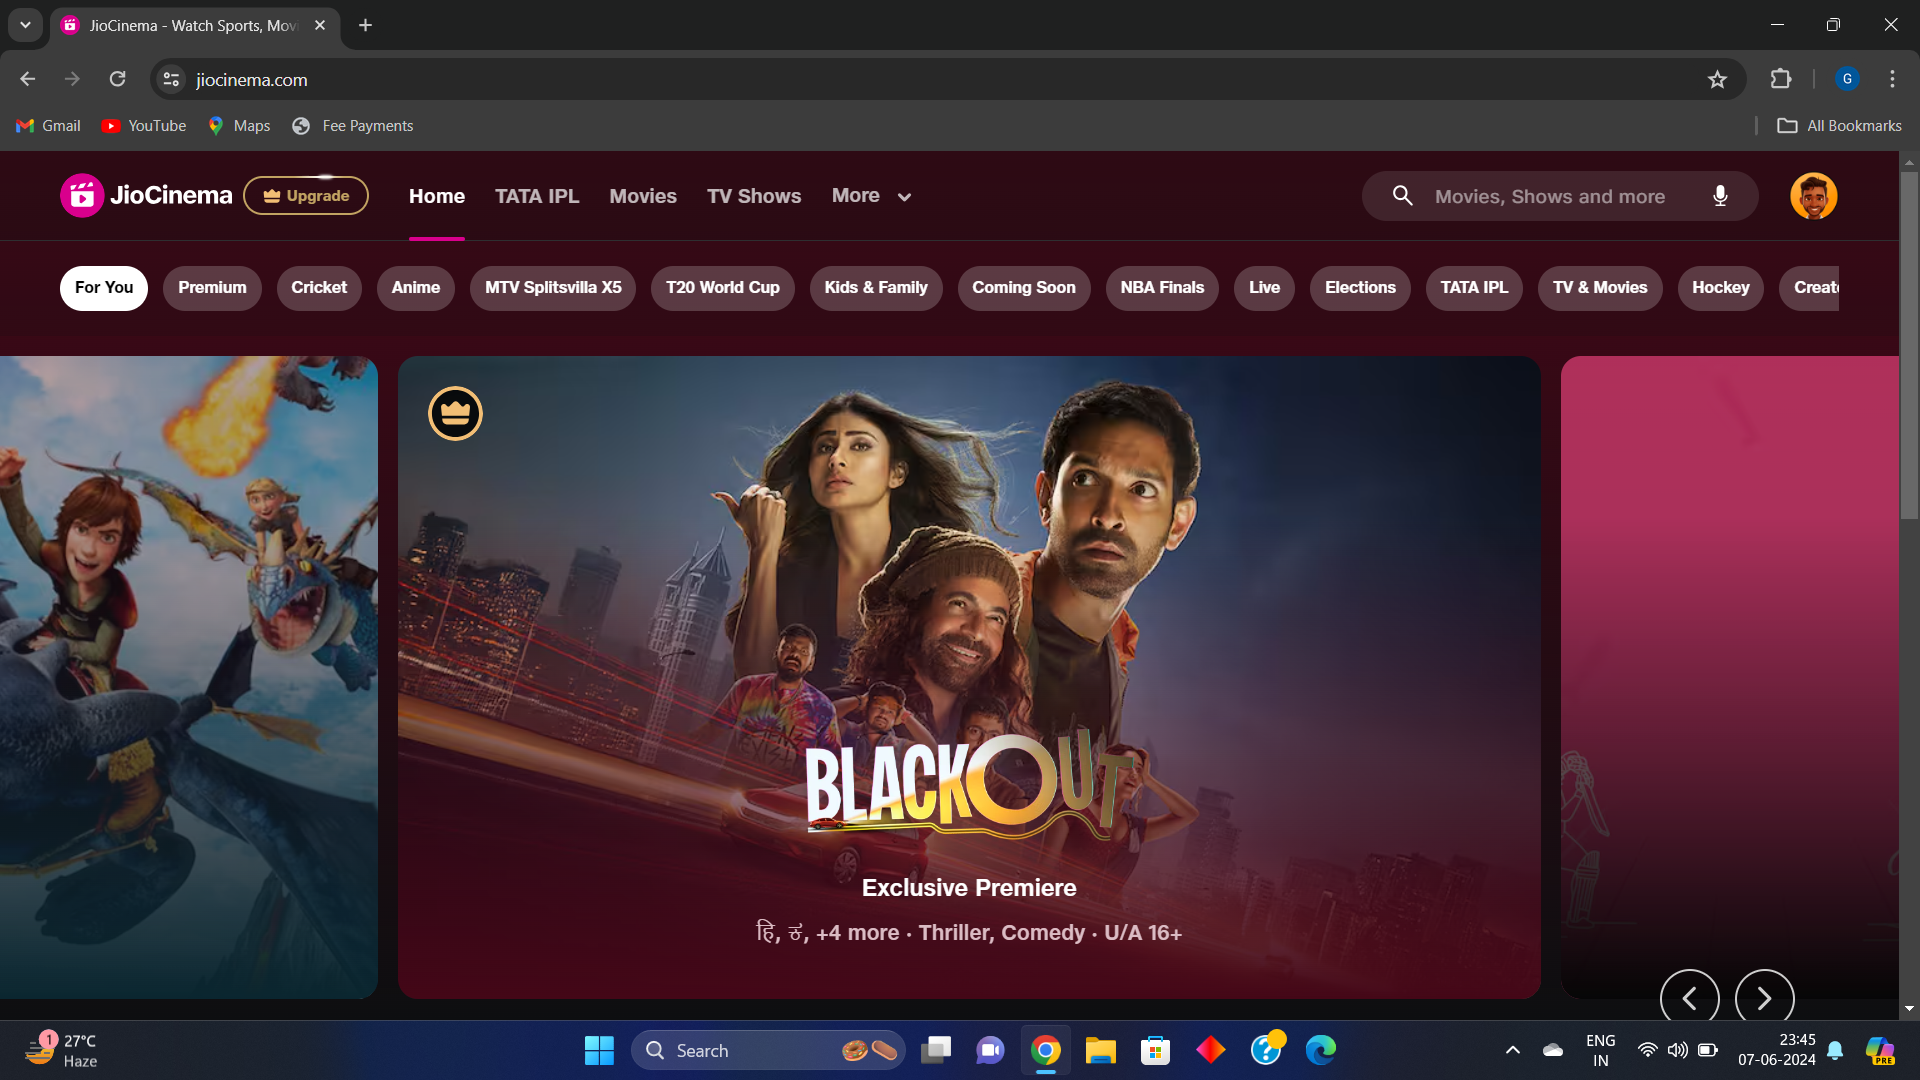 JioCinema - Watch Sports, Mov
jiocinema.com
G
Gmail
YouTube
Maps
Fee Payments
All Bookmarks
JioCinema
Upgrade
Home
TATA IPL
Movies
TV Shows
More
Movies, Shows and more
For You
Premium
Cricket
Anime
MTV Splitsvilla X5
T20 World Cup
Kids & Family
Coming Soon
NBA Finals
Live
Elections
TATA IPL
TV & Movies
Hockey
Create
BLACKOUT
Exclusive Premiere
हि, ಕ, +4 more · Thriller, Comedy · U/A 16+
1
27°C
Haze
Search
ENG
IN
23:45
07-06-2024
PRE